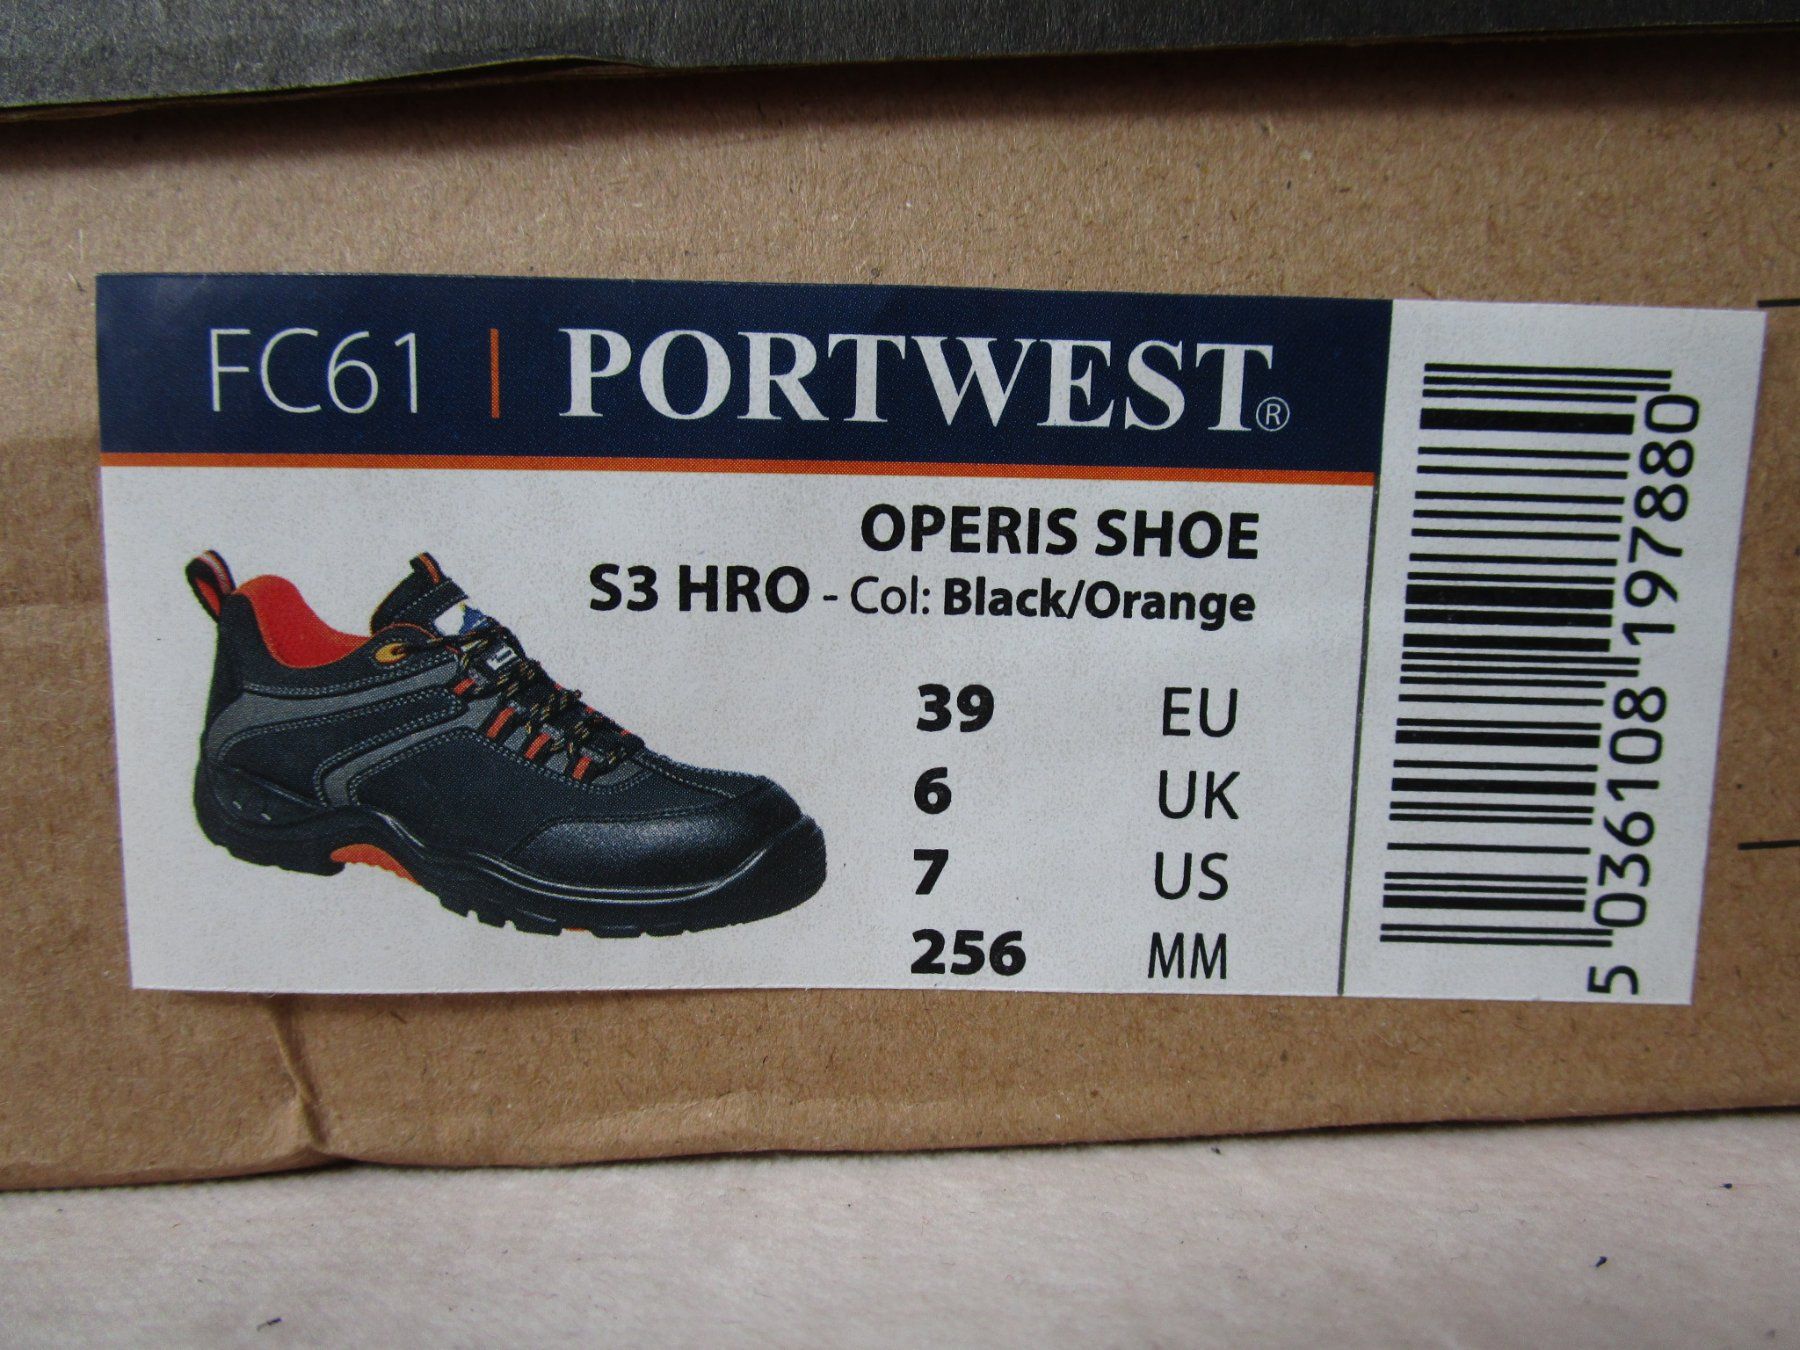 FC61 | PORTWEST®
OPERIS SHOE
S3 HRO - Col: Black/Orange
39 EU
6 UK
7 US
256 MM
5 036108 197880